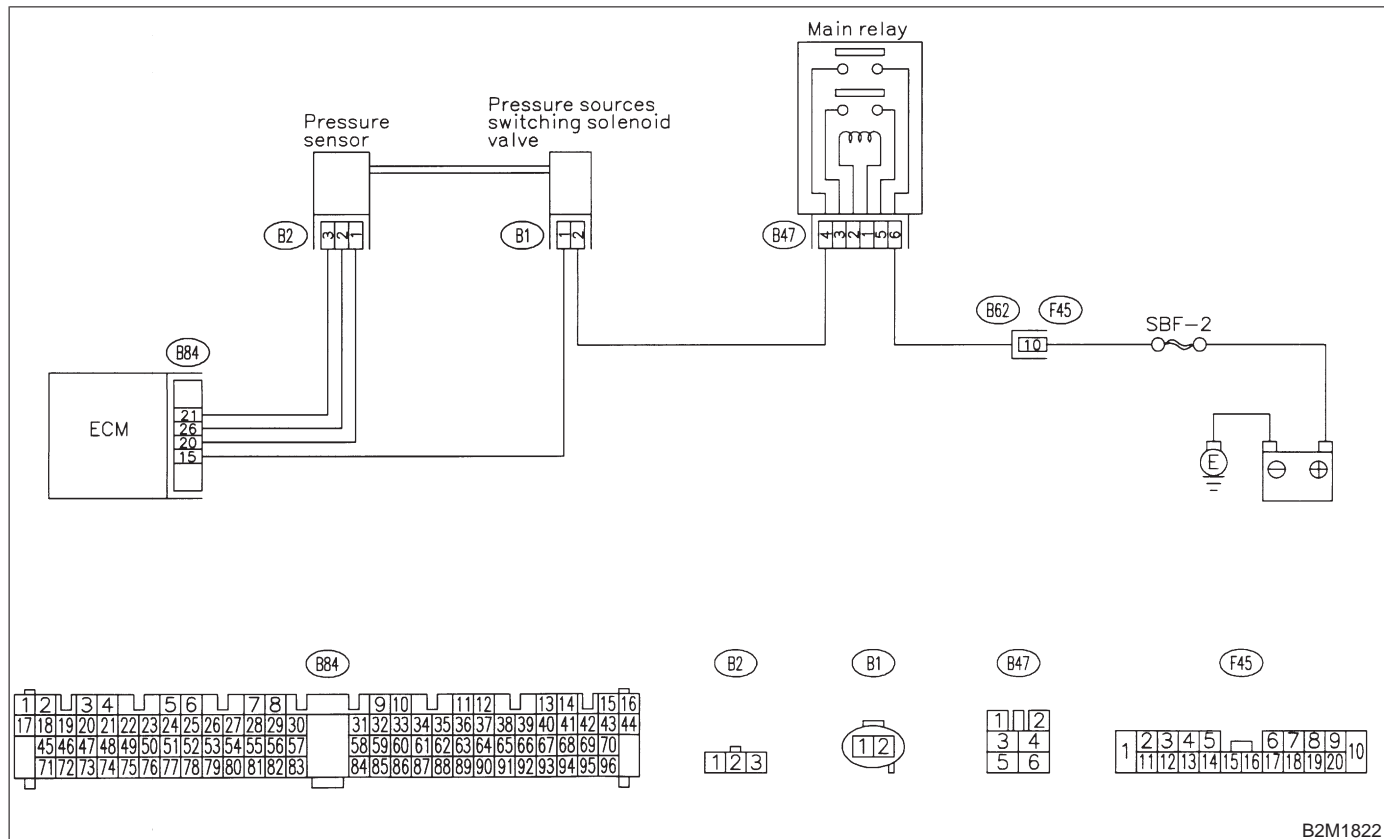 Main relay
Pressure sources
switching solenoid
valve
Pressure
sensor
B2
3 2 1
B1
1 2
B47
4 3 2 1 5 6
B62 F45
10
SBF-2
B84
ECM
21
26
20
15
E
B84
B2
B1
B47
F45
1 2 3 4 5 6 7 8 9 10 11 12 13 14 15 16
17 18 19 20 21 22 23 24 25 26 27 28 29 30 31 32 33 34 35 36 37 38 39 40 41 42 43 44
45 46 47 48 49 50 51 52 53 54 55 56 57 58 59 60 61 62 63 64 65 66 67 68 69 70
71 72 73 74 75 76 77 78 79 80 81 82 83 84 85 86 87 88 89 90 91 92 93 94 95 96
1 2 3
1 2
1 2
3 4
5 6
1 2 3 4 5 6 7 8 9 10
11 12 13 14 15 16 17 18 19 20
B2M1822